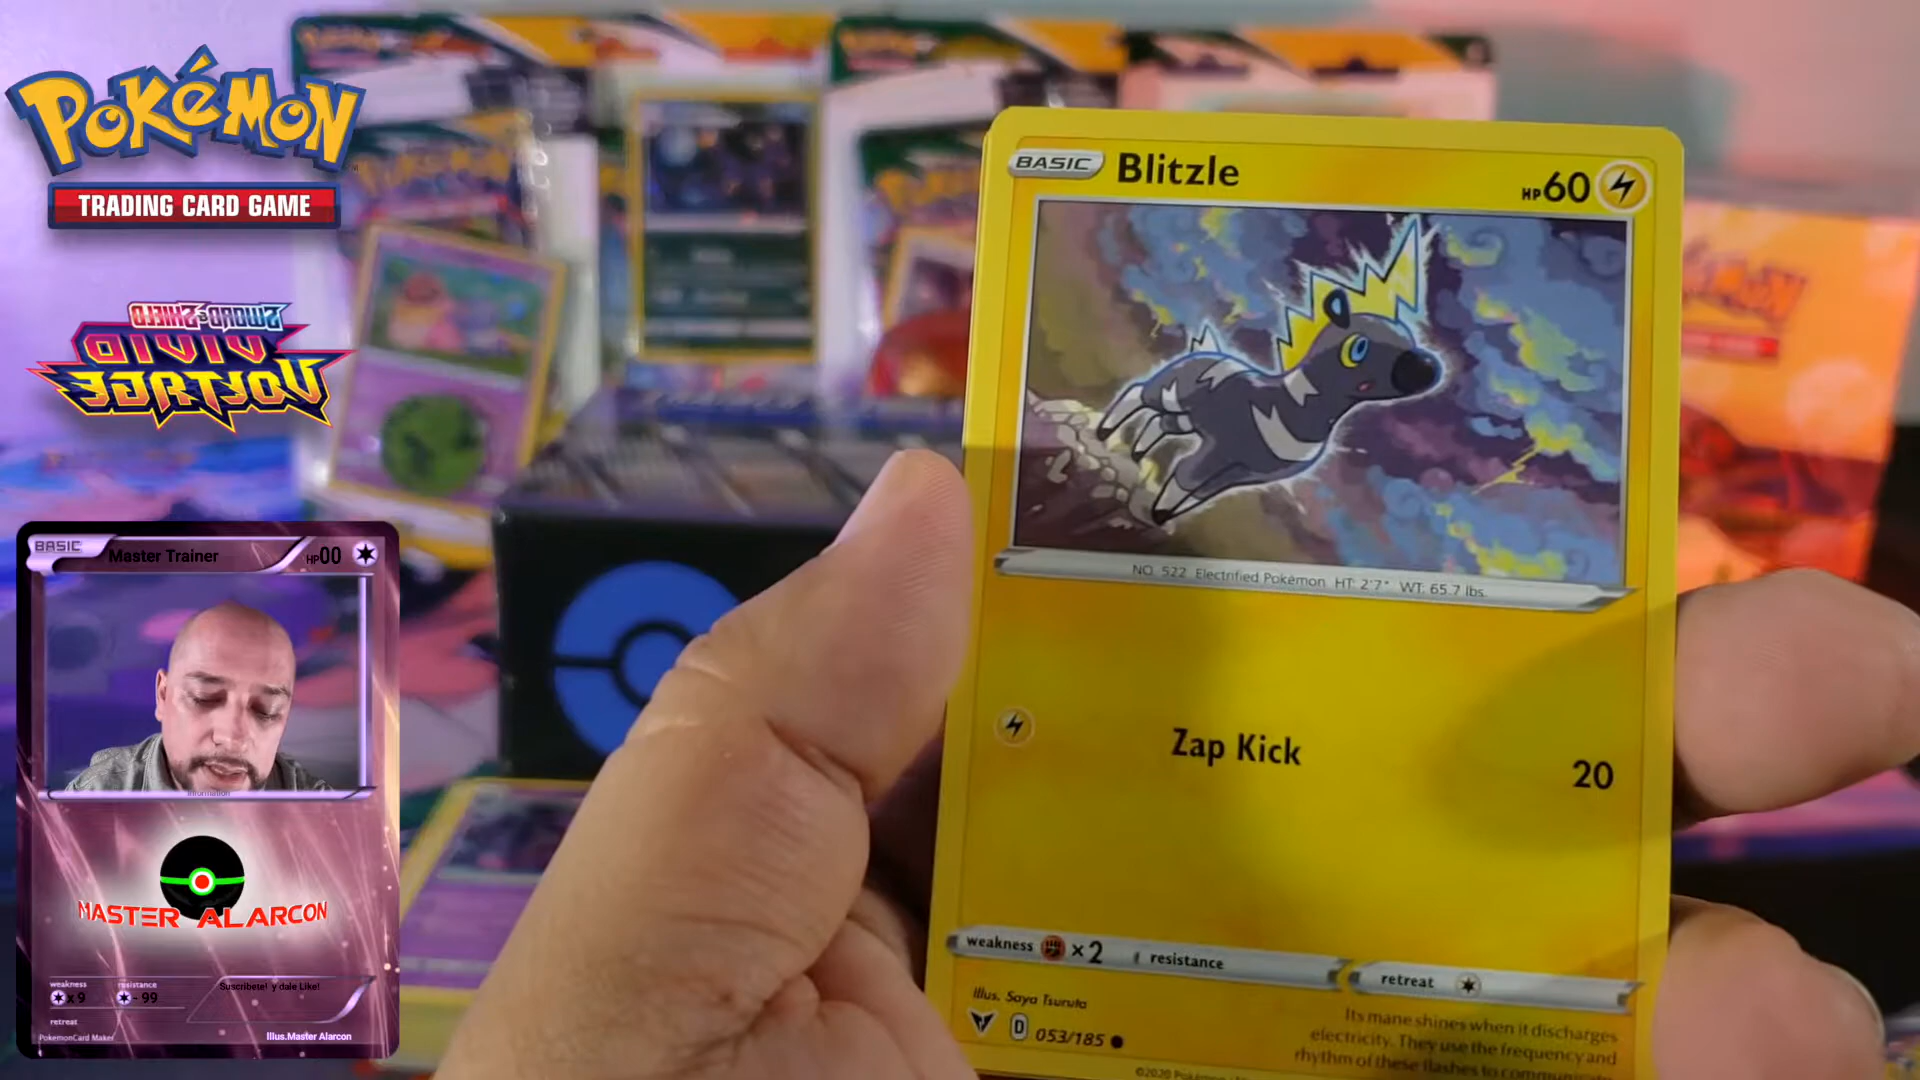 POKéMON
TRADING CARD GAME
SWORD & SHIELD
VIVID
VOLTAGE
BASIC Master Trainer HP00
Information
MASTER ALARCON
weakness resistance
x9 -99
Suscribete! y dale Like!
retreat
PokemonCard Maker
Illus.Master Alarcon
BASIC Blitzle HP60
NO. 522 Electrified Pokémon HT: 2'7" WT: 65.7 lbs.
Zap Kick 20
weakness ×2 resistance retreat
Illus. Saya Tsuruta
D 053/185
Its mane shines when it discharges
electricity. They use the frequency and
rhythm of these flashes to communicate
©2020 Pokémon